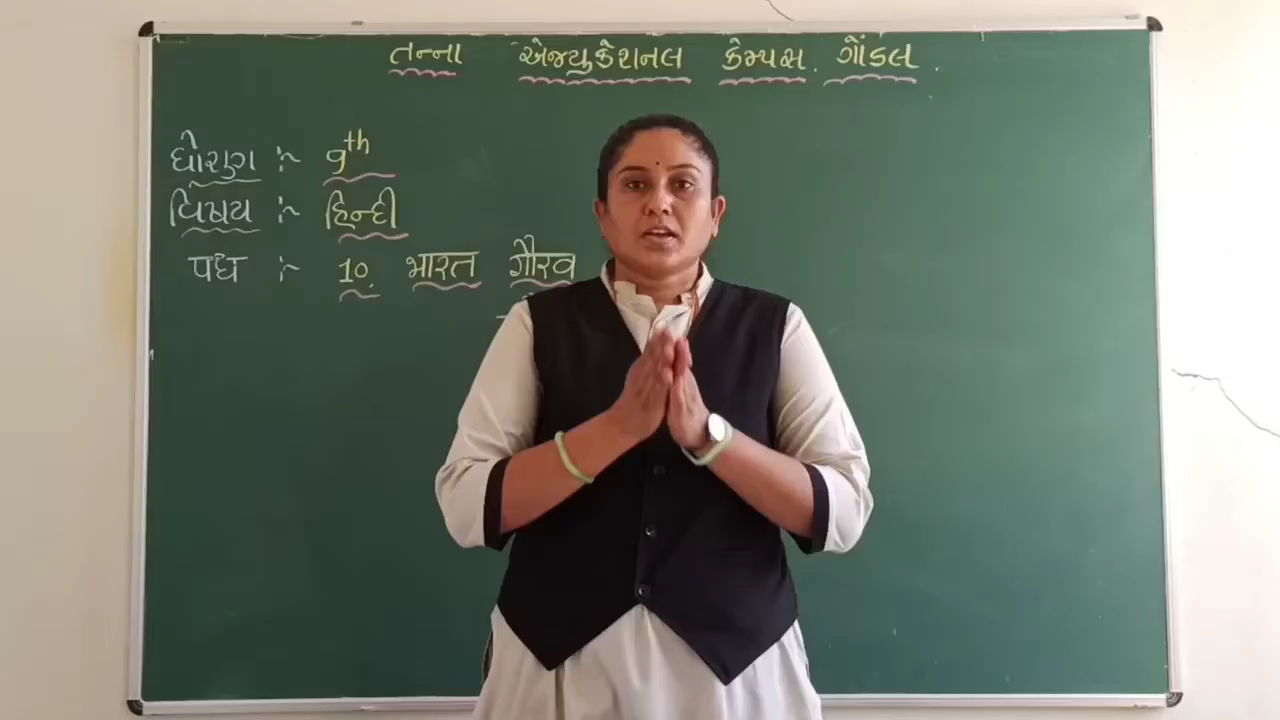 તન્ના એજ્યુકેશનલ કેમ્પસ. ગોંડલ.
ધોરણ :- 9th
વિષય :- હિન્દી
પદ્ય :- 10. भारत गौरव